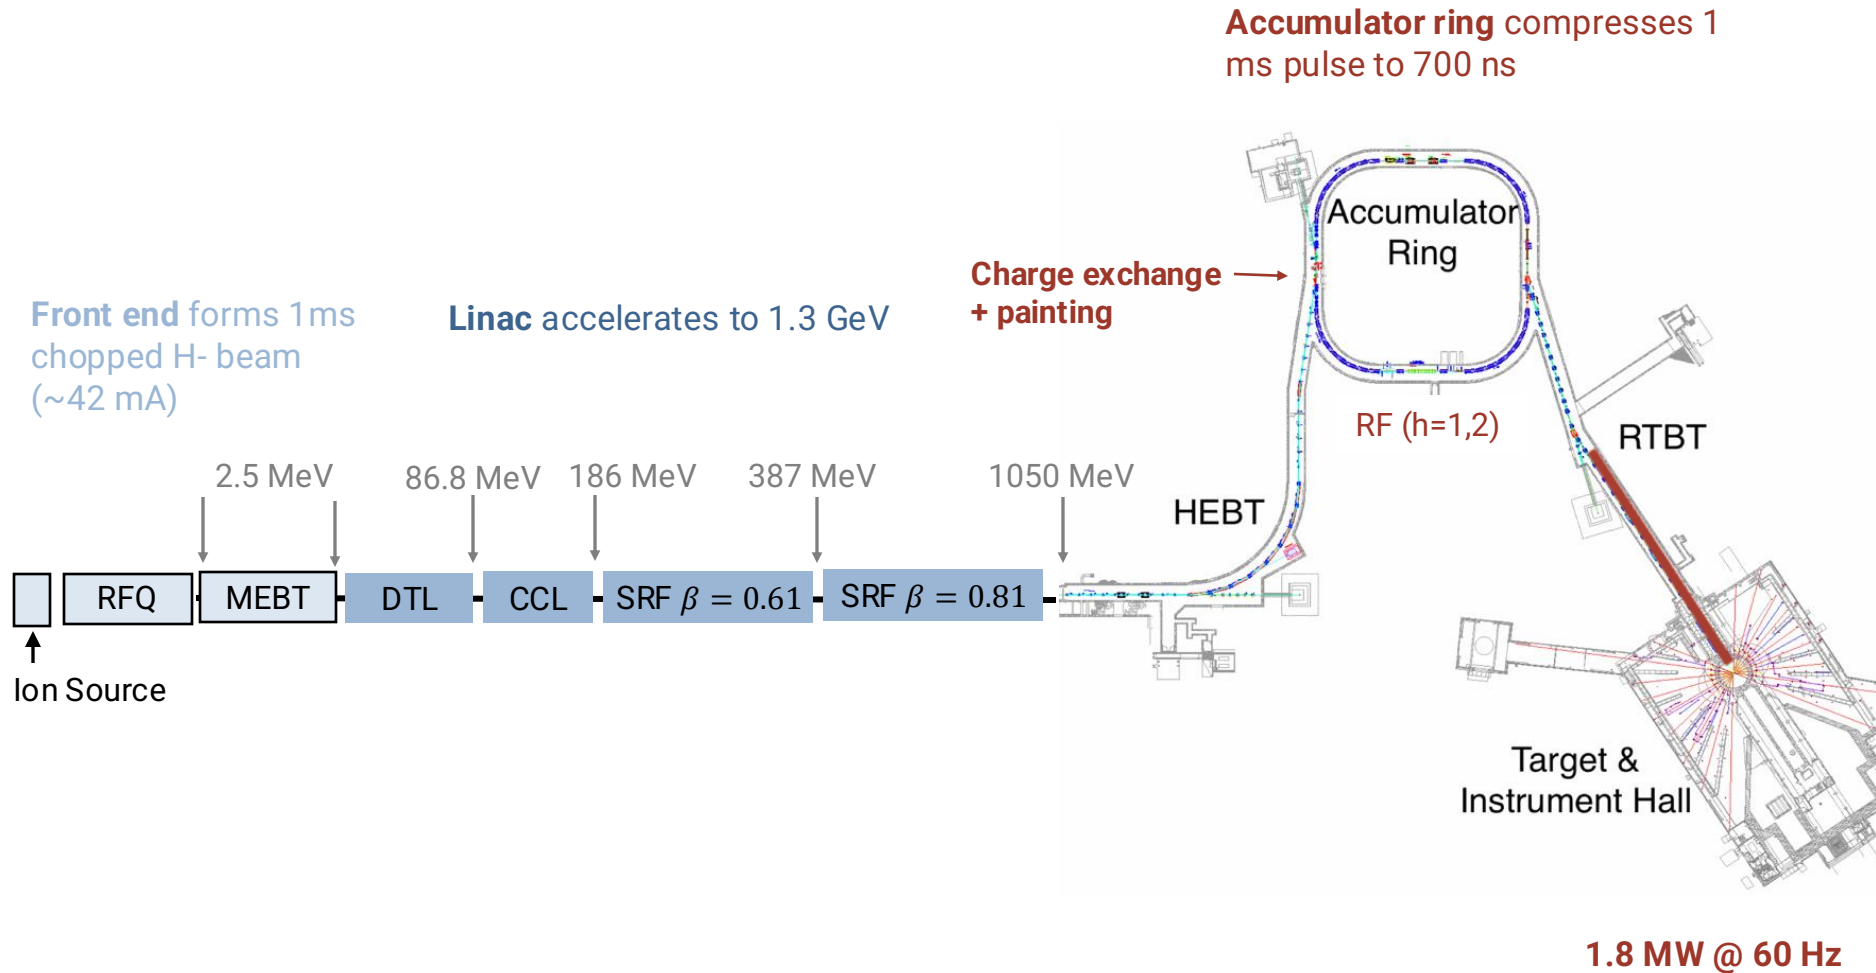 Accumulator ring compresses 1
ms pulse to 700 ns
Accumulator
Ring
Charge exchange
+ painting
Front end forms 1ms
chopped H- beam
(~42 mA)
Linac accelerates to 1.3 GeV
RF (h=1,2)
RTBT
HEBT
2.5 MeV
86.8 MeV
186 MeV
387 MeV
1050 MeV
RFQ
MEBT
DTL
CCL
SRF β = 0.61
SRF β = 0.81
Ion Source
Target &
Instrument Hall
1.8 MW @ 60 Hz